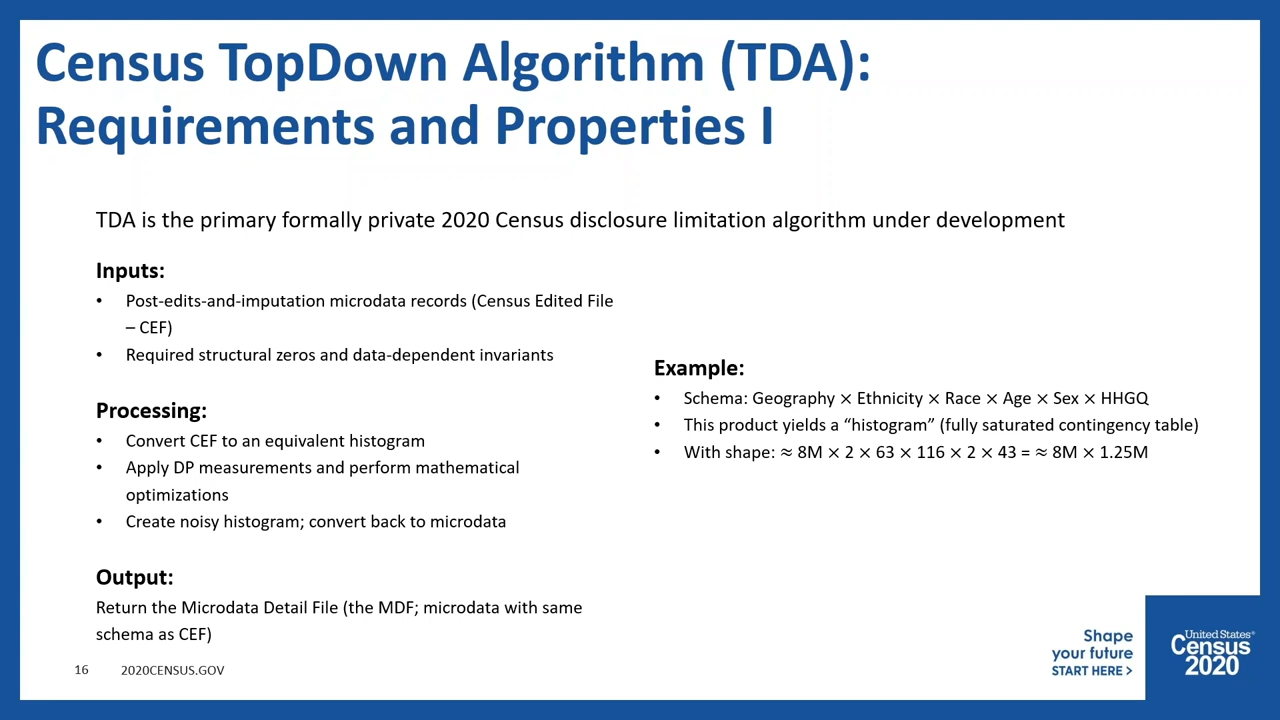 Census TopDown Algorithm (TDA):
Requirements and Properties I
TDA is the primary formally private 2020 Census disclosure limitation algorithm under development
Inputs:
• Post-edits-and-imputation microdata records (Census Edited File
– CEF)
• Required structural zeros and data-dependent invariants
Processing:
• Convert CEF to an equivalent histogram
• Apply DP measurements and perform mathematical
optimizations
• Create noisy histogram; convert back to microdata
Output:
Return the Microdata Detail File (the MDF; microdata with same
schema as CEF)
Example:
• Schema: Geography × Ethnicity × Race × Age × Sex × HHGQ
• This product yields a “histogram” (fully saturated contingency table)
• With shape: ≈ 8M × 2 × 63 × 116 × 2 × 43 = ≈ 8M × 1.25M
16 2020CENSUS.GOV
Shape
your future
START HERE >
United States®
Census
2020